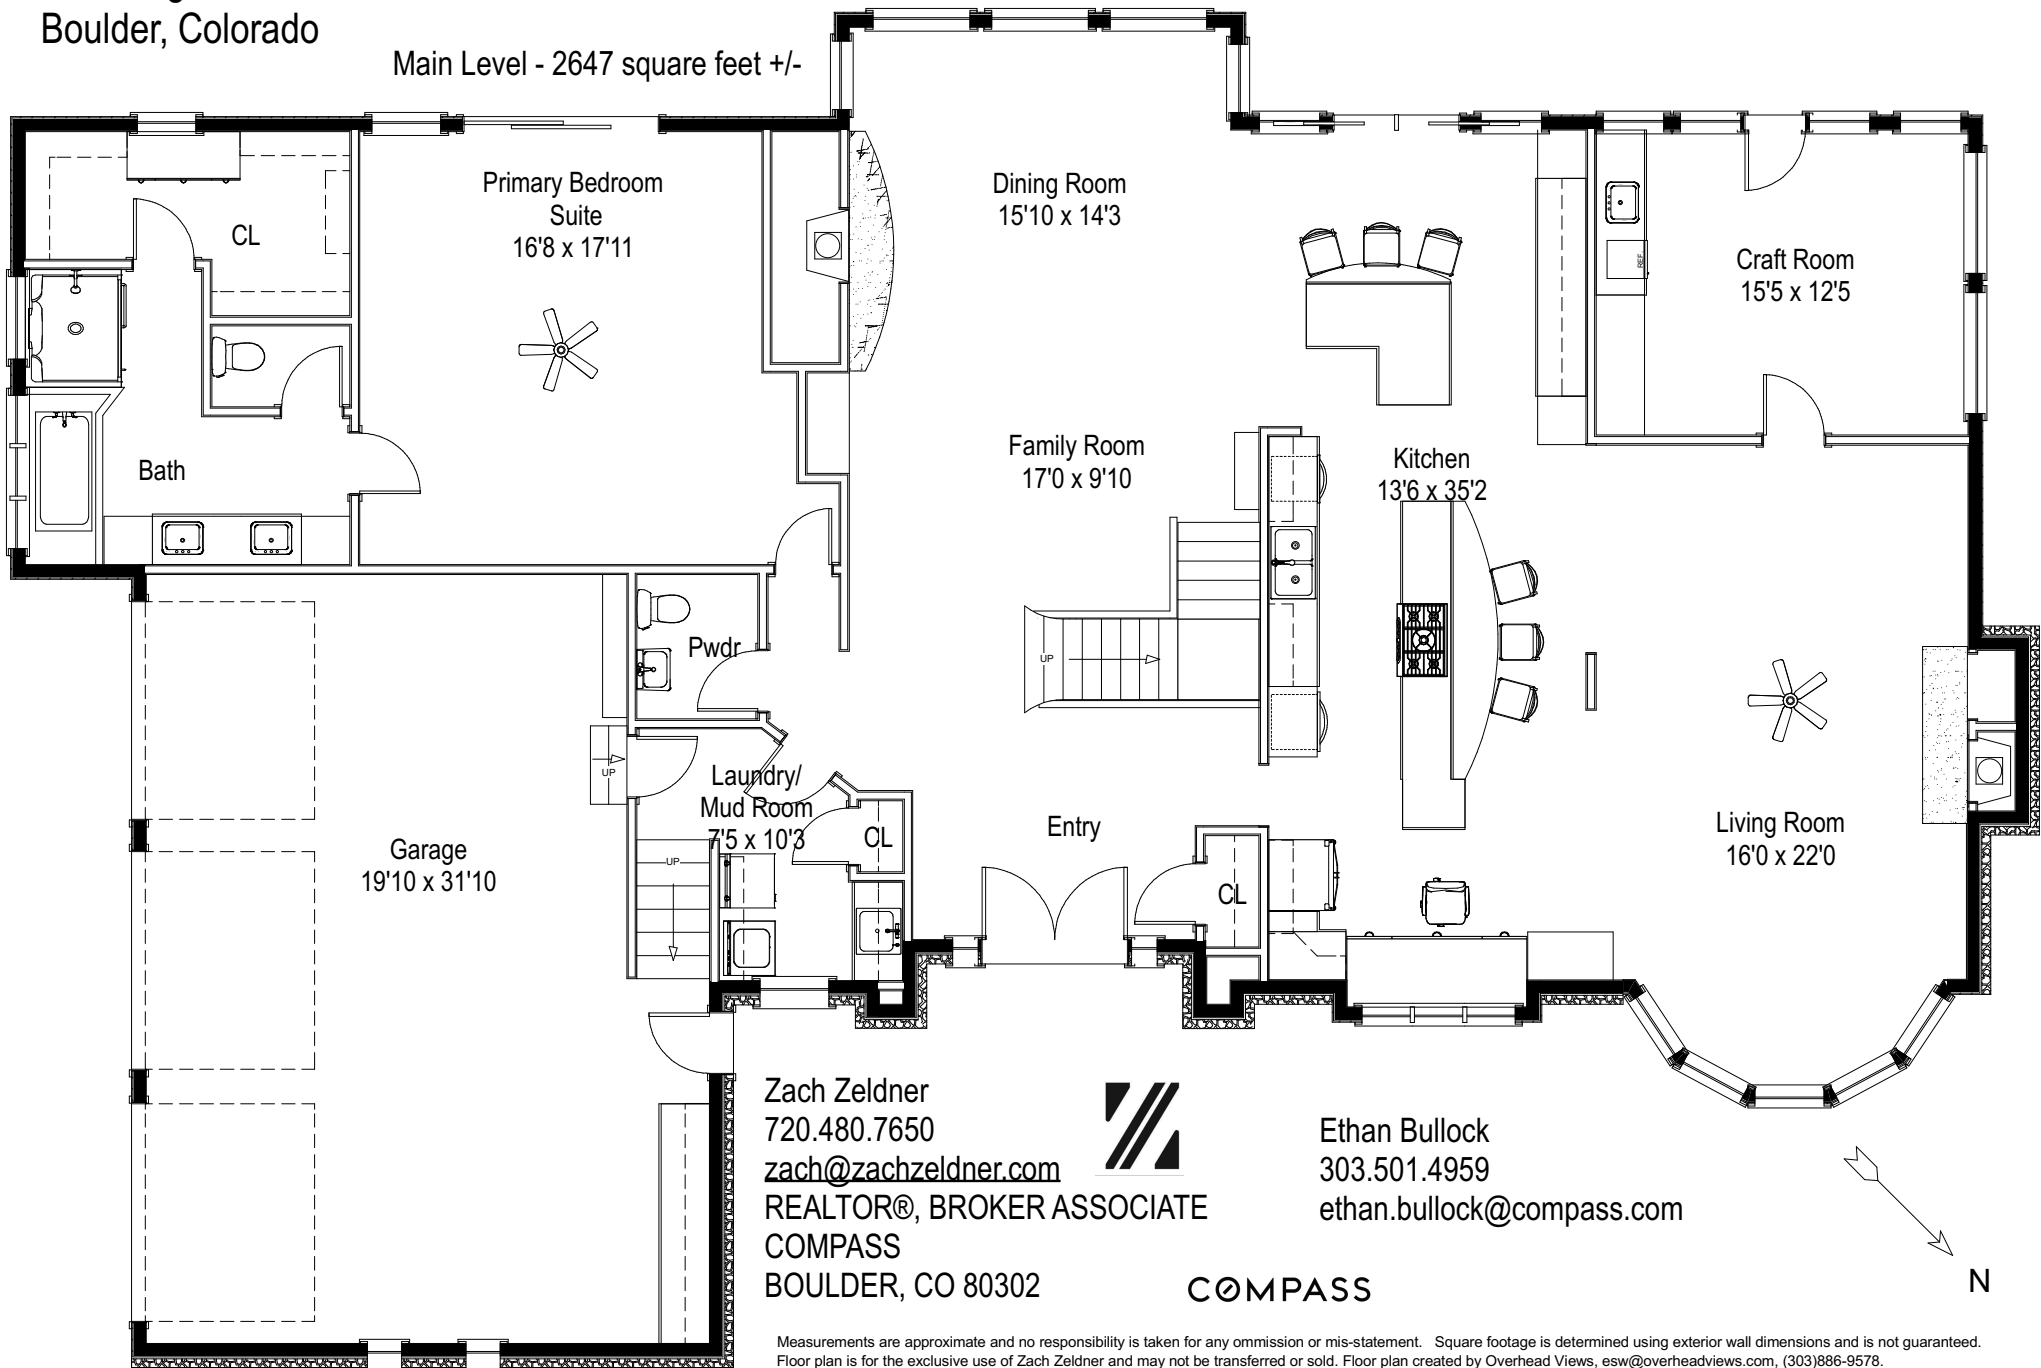 Boulder, Colorado
Main Level - 2647 square feet +/-
Primary Bedroom
Suite
16'8 x 17'11
Dining Room
15'10 x 14'3
CL
Craft Room
15'5 x 12'5
REF
Family Room
17'0 x 9'10
Kitchen
13'6 x 35'2
Bath
Pwdr
UP
UP
Laundry/
Mud Room
7'5 x 10'3
CL
Entry
Living Room
16'0 x 22'0
Garage
19'10 x 31'10
UP
CL
Zach Zeldner
720.480.7650
zach@zachzeldner.com
REALTOR®, BROKER ASSOCIATE
COMPASS
BOULDER, CO 80302
Ethan Bullock
303.501.4959
ethan.bullock@compass.com
COMPASS
N
Measurements are approximate and no responsibility is taken for any ommission or mis-statement. Square footage is determined using exterior wall dimensions and is not guaranteed.
Floor plan is for the exclusive use of Zach Zeldner and may not be transferred or sold. Floor plan created by Overhead Views, esw@overheadviews.com, (303)886-9578.